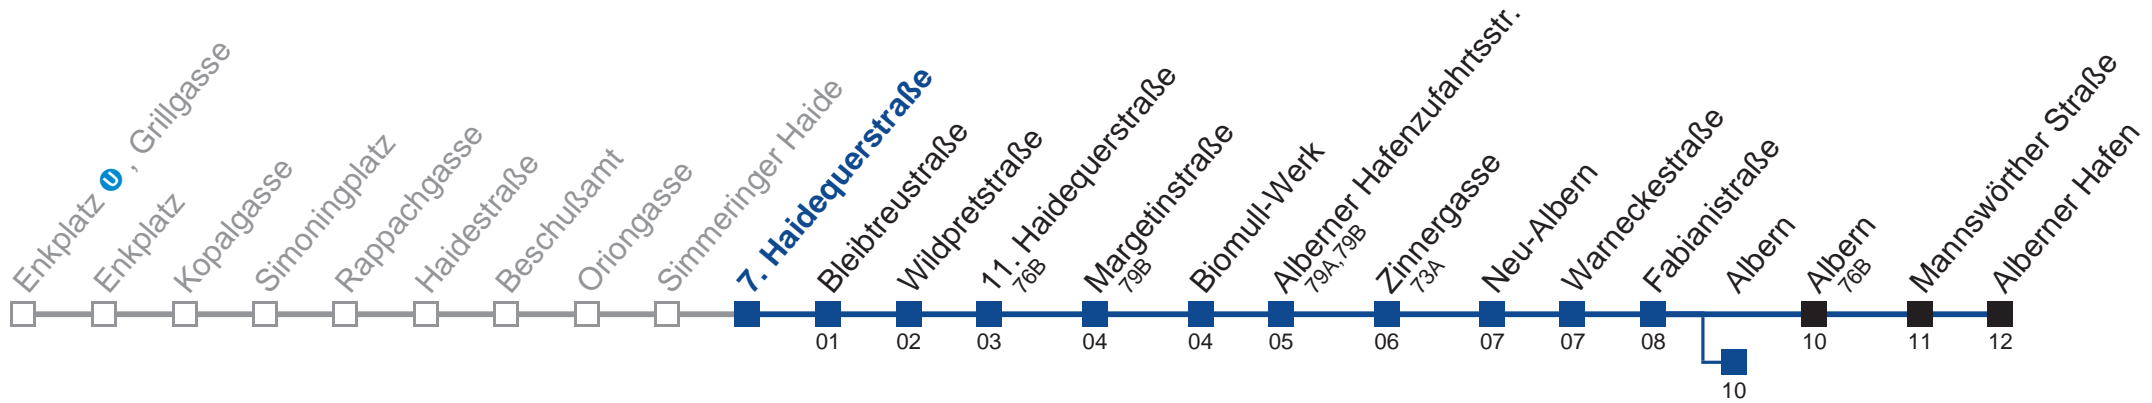 Enkplatz U , Grillgasse
Enkplatz
Kopalgasse
Simoningplatz
Rappachgasse
Haidestraße
Beschußamt
Oriongasse
Simmeringer Haide
7. Haidequerstraße
Bleibtreustraße
01
Wildpretstraße
02
11. Haidequerstraße
76B
03
Margetinstraße
79B
04
Biomull-Werk
04
Alberner Hafenzufahrtsstr.
79A,79B
05
Zinnergasse
73A
06
Neu-Albern
07
Warneckestraße
07
Fabianistraße
08
Albern
10
Albern
76B
10
Mannswörther Straße
11
Alberner Hafen
12